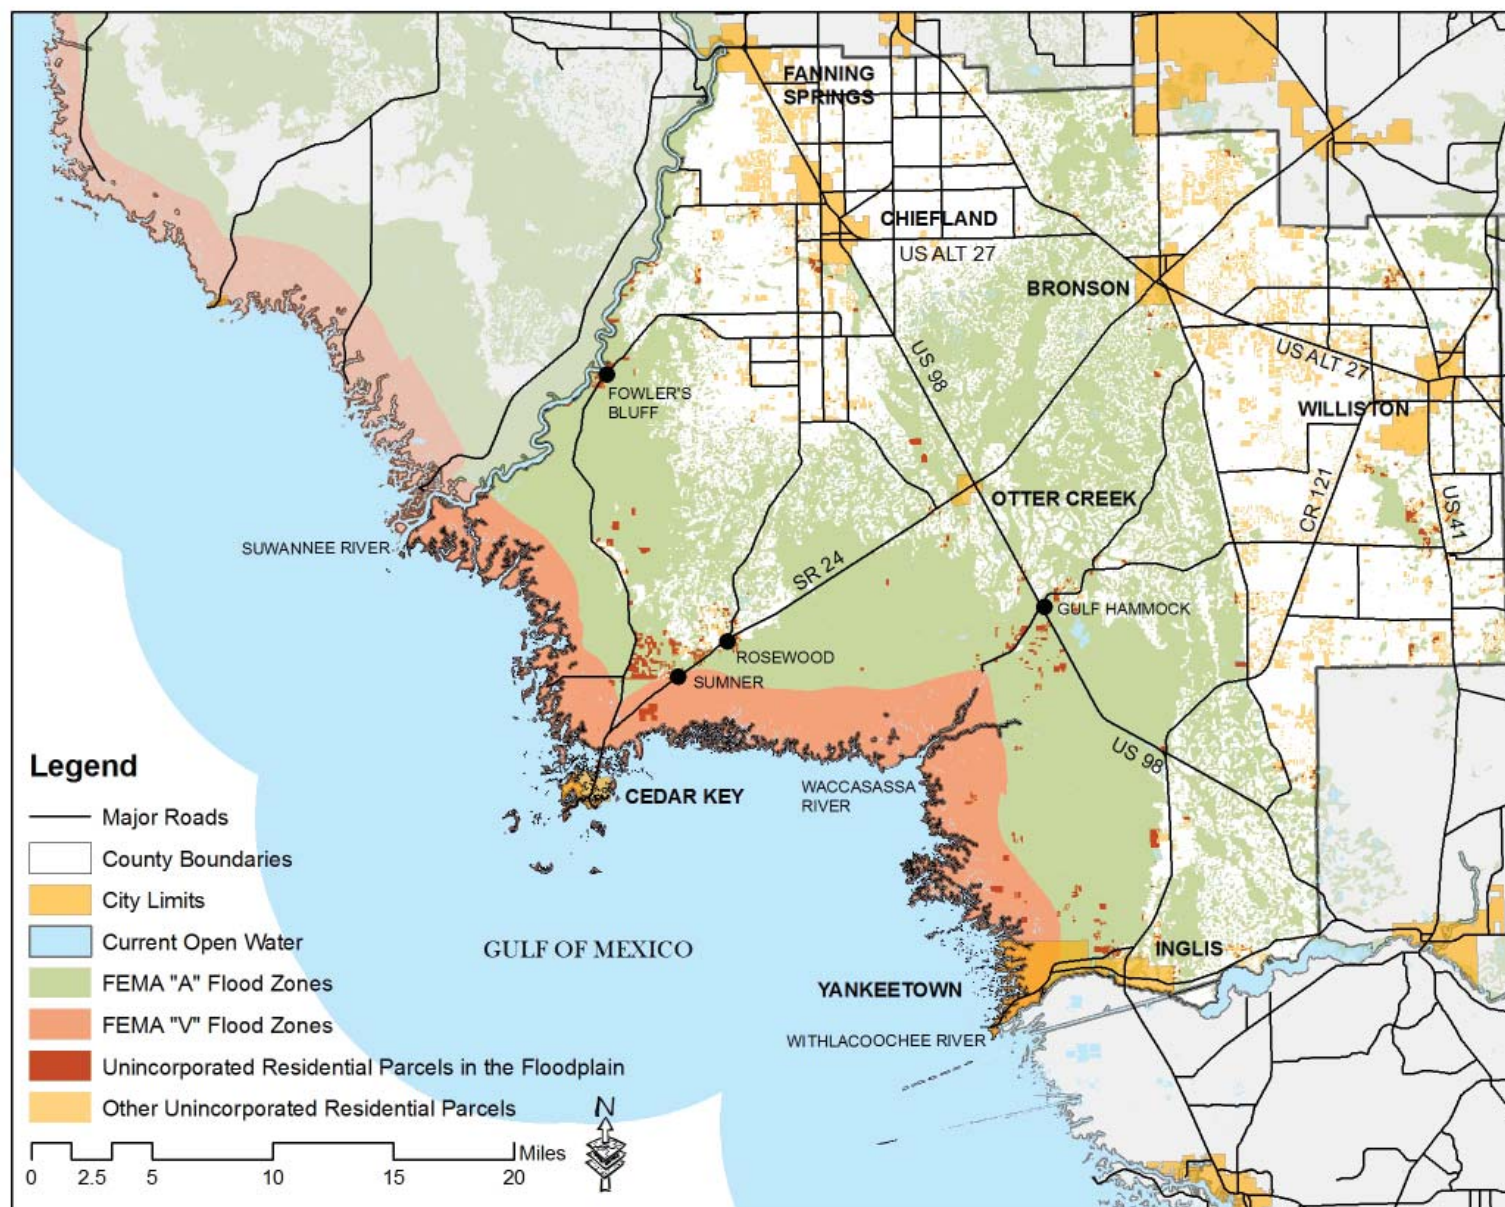 FANNING
SPRINGS
CHIEFLAND
US ALT 27
BRONSON
US 98
US ALT 27
FOWLER'S
BLUFF
WILLISTON
OTTER CREEK
CR 121
US 41
SUWANNEE RIVER
SR 24
GULF HAMMOCK
ROSEWOOD
SUMNER
US 98
WACCASASSA
RIVER
CEDAR KEY
GULF OF MEXICO
INGLIS
YANKEETOWN
WITHLACOOCHEE RIVER
Legend
Major Roads
County Boundaries
City Limits
Current Open Water
FEMA "A" Flood Zones
FEMA "V" Flood Zones
Unincorporated Residential Parcels in the Floodplain
Other Unincorporated Residential Parcels
N
Miles
0 2.5 5 10 15 20